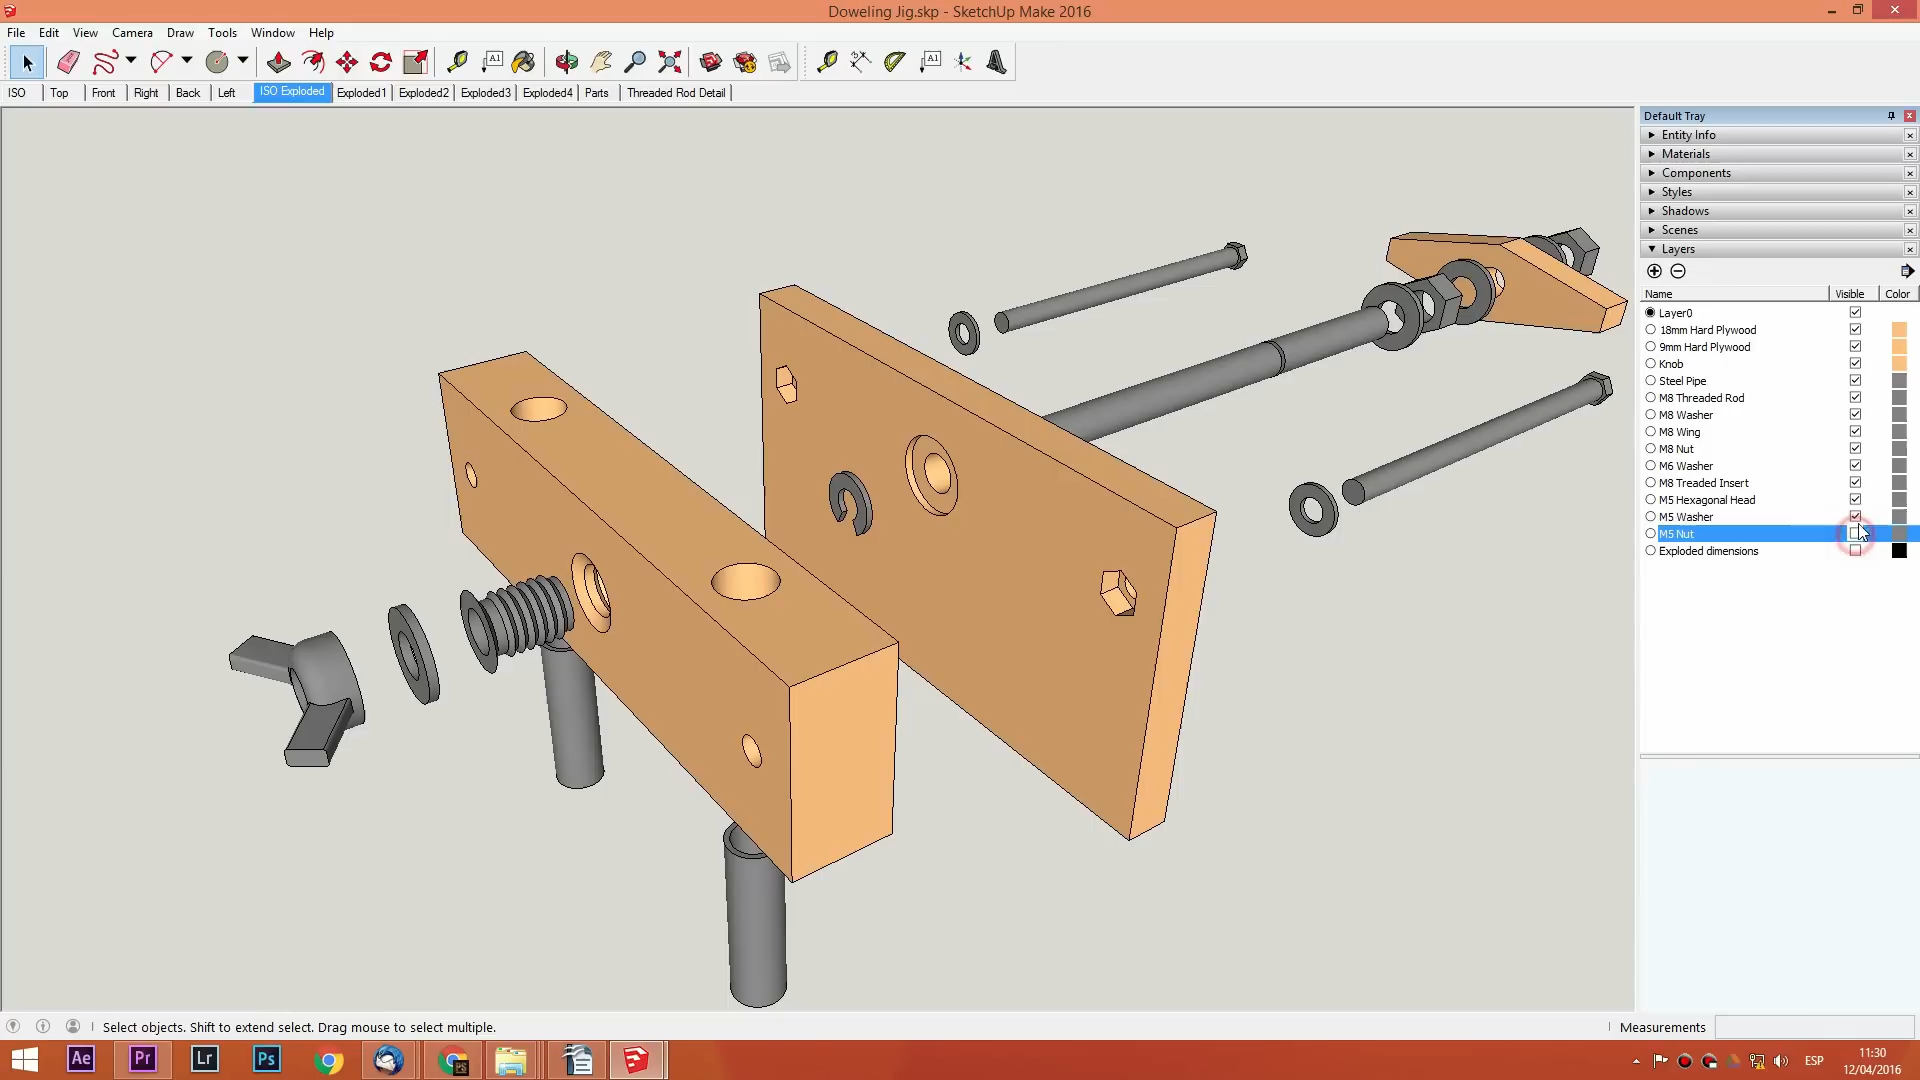 Doweling Jig.skp - SketchUp Make 2016
File Edit View Camera Draw Tools Window Help
A1
A1
ISO Top Front Right Back Left ISO Exploded Exploded1 Exploded2 Exploded3 Exploded4 Parts Threaded Rod Detail
Default Tray
Entity Info
Materials
Components
Styles
Shadows
Scenes
Layers
Name Visible Color
Layer0
18mm Hard Plywood
9mm Hard Plywood
Knob
Steel Pipe
M8 Threaded Rod
M8 Washer
M8 Wing
M8 Nut
M6 Washer
M8 Treaded Insert
M5 Hexagonal Head
M5 Washer
M5 Nut
Exploded dimensions
Select objects. Shift to extend select. Drag mouse to select multiple.
Measurements
Ae Pr Lr Ps
ESP
11:30
12/04/2016